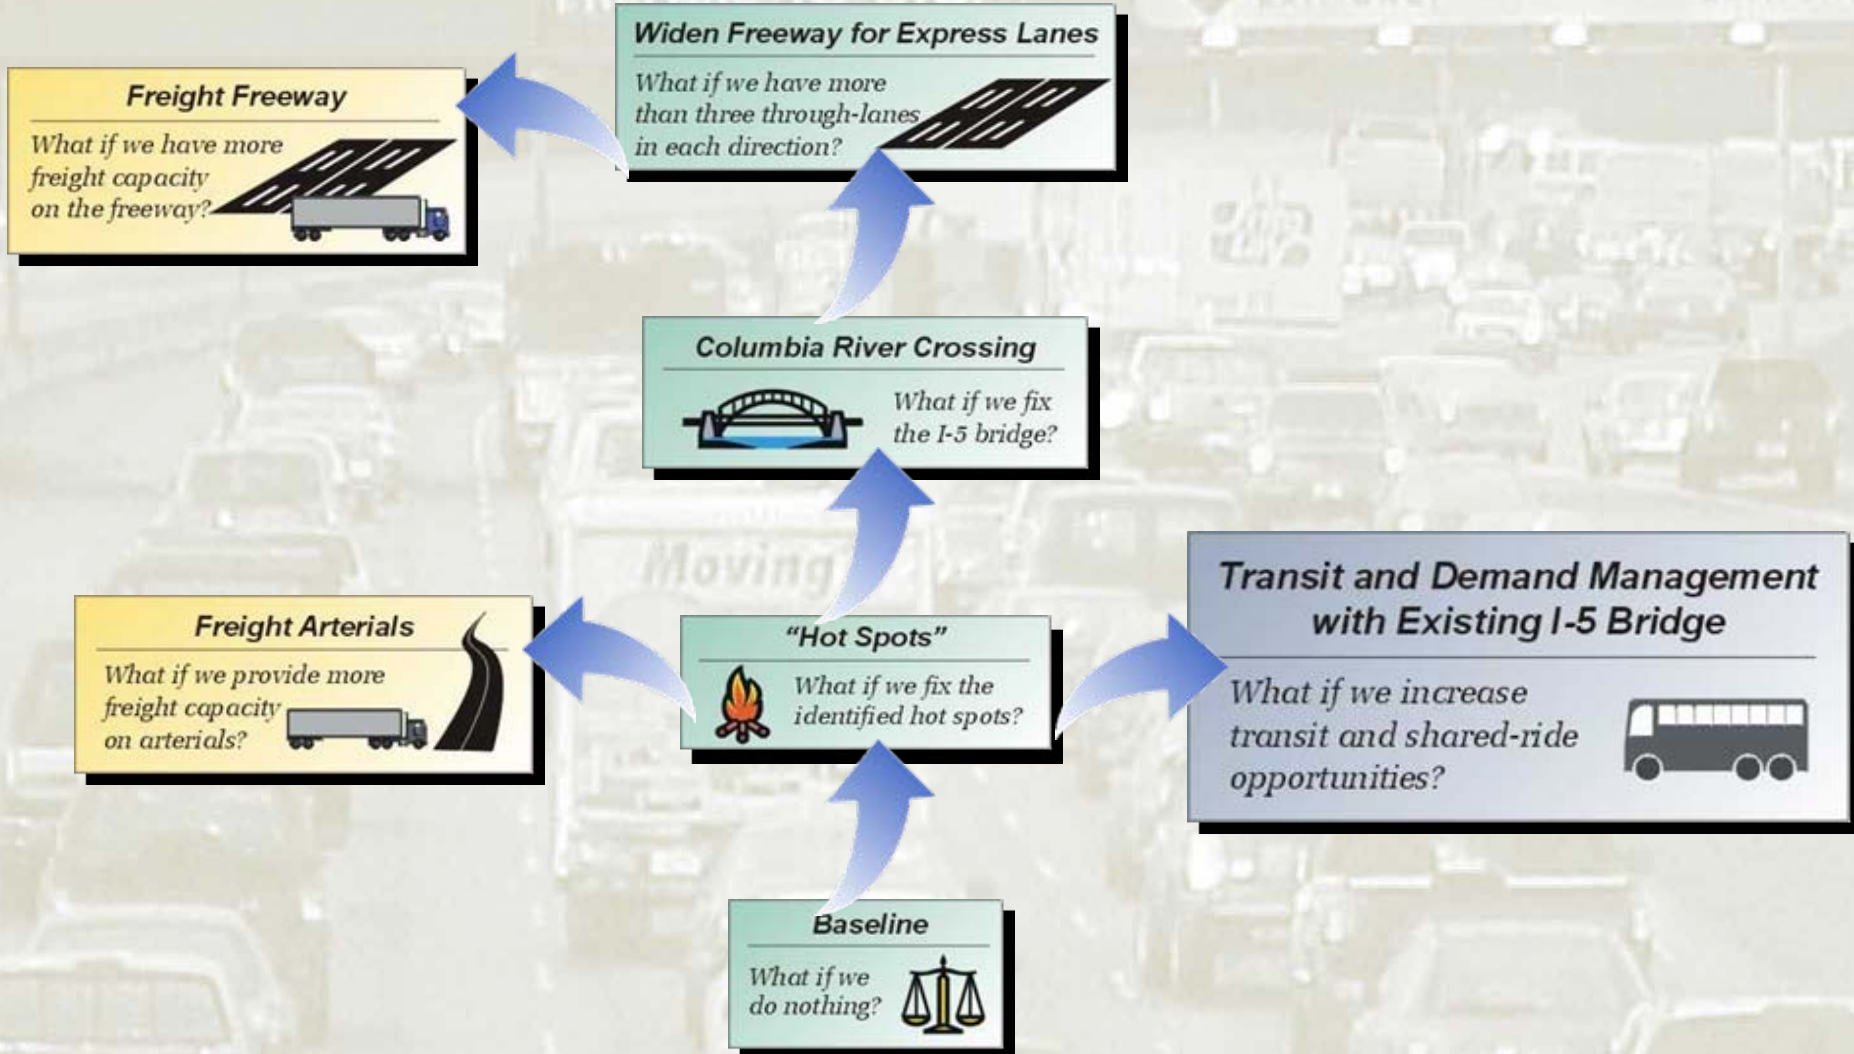 Widen Freeway for Express Lanes
What if we have more
than three through-lanes
in each direction?
Freight Freeway
What if we have more
freight capacity
on the freeway?
Columbia River Crossing
What if we fix
the I-5 bridge?
Moving
Transit and Demand Management
with Existing I-5 Bridge
What if we increase
transit and shared-ride
opportunities?
Freight Arterials
What if we provide more
freight capacity
on arterials?
“Hot Spots”
What if we fix the
identified hot spots?
Baseline
What if we
do nothing?